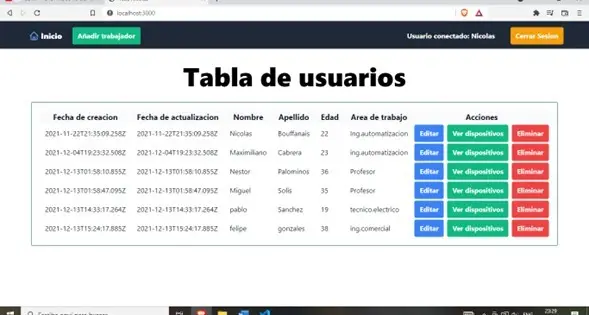 localhost:3000
Inicio Añadir trabajador Usuario conectado: Nicolas Cerrar Sesion
Tabla de usuarios
Fecha de creacion Fecha de actualizacion Nombre Apellido Edad Area de trabajo Acciones
2021-11-22T21:35:09.258Z 2021-11-22T21:35:09.258Z Nicolas Bouffanais 22 Ing.automatizacion Editar Ver dispositivos Eliminar
2021-12-04T19:23:32.508Z 2021-12-04T19:23:32.508Z Maximiliano Cabrera 23 ing.automatizacion Editar Ver dispositivos Eliminar
2021-12-13T01:58:10.855Z 2021-12-13T01:58:10.855Z Nestor Palominos 36 Profesor Editar Ver dispositivos Eliminar
2021-12-13T01:58:47.095Z 2021-12-13T01:58:47.095Z Miguel Solis 35 Profesor Editar Ver dispositivos Eliminar
2021-12-13T14:33:17.264Z 2021-12-13T14:33:17.264Z pablo Sanchez 19 tecnico.electrico Editar Ver dispositivos Eliminar
2021-12-13T15:24:17.885Z 2021-12-13T15:24:17.885Z felipe gonzales 38 ing.comercial Editar Ver dispositivos Eliminar
23:29